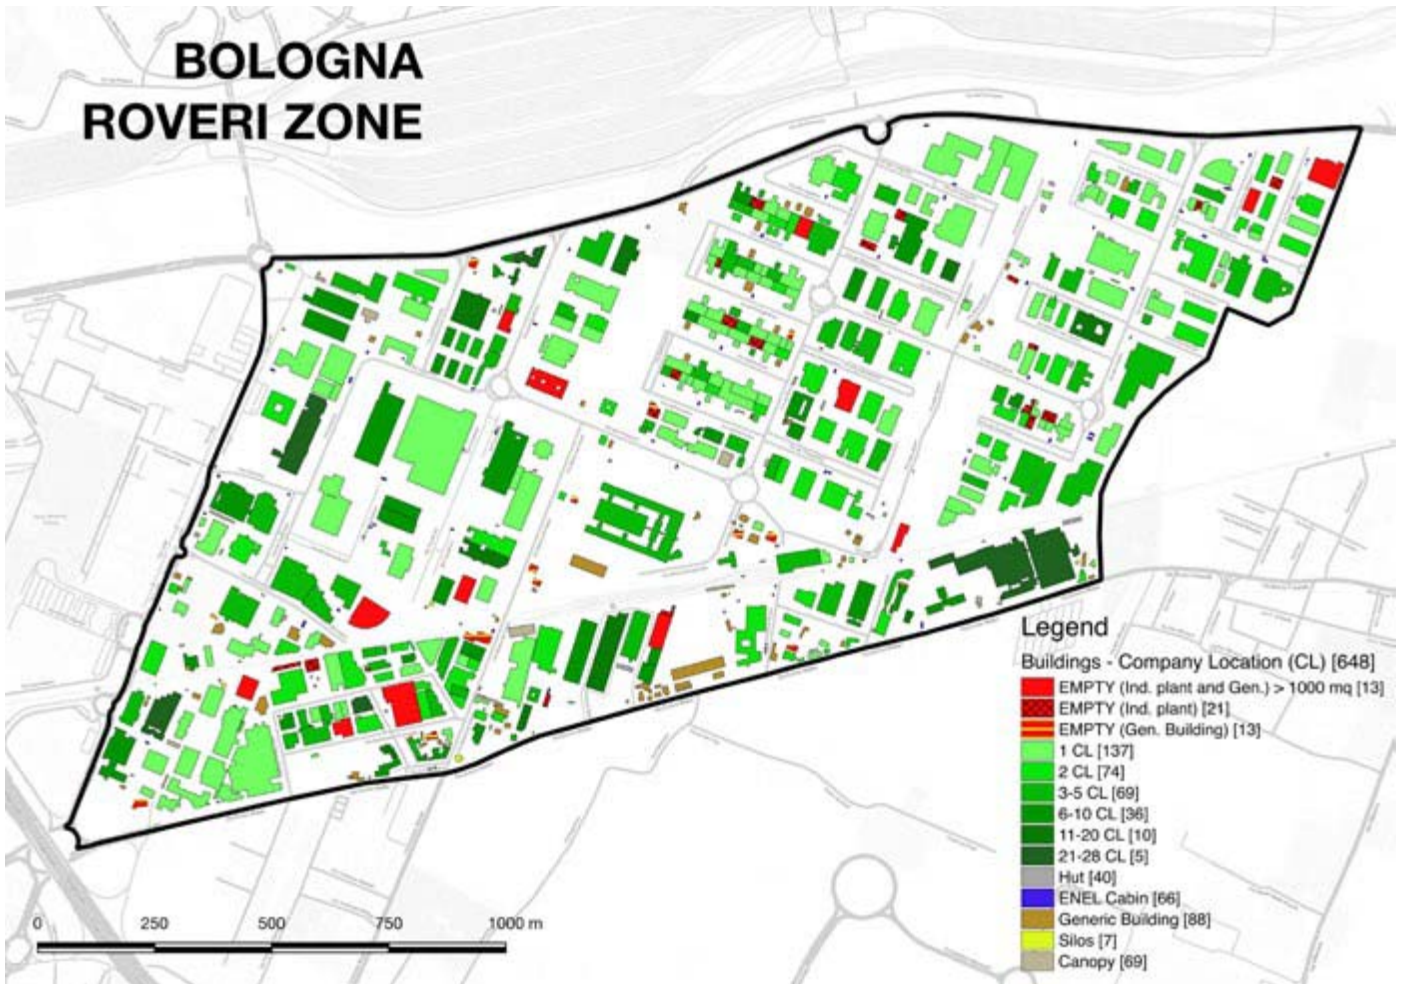 BOLOGNA
ROVERI ZONE
Legend
Buildings - Company Location (CL) [648]
EMPTY (Ind. plant and Gen.) > 1000 mq [13]
EMPTY (Ind. plant) [21]
EMPTY (Gen. Building) [13]
1 CL [137]
2 CL [74]
3-5 CL [69]
6-10 CL [36]
11-20 CL [10]
21-28 CL [5]
Hut [40]
ENEL Cabin [66]
Generic Building [88]
Silos [7]
Canopy [69]
0 250 500 750 1000 m